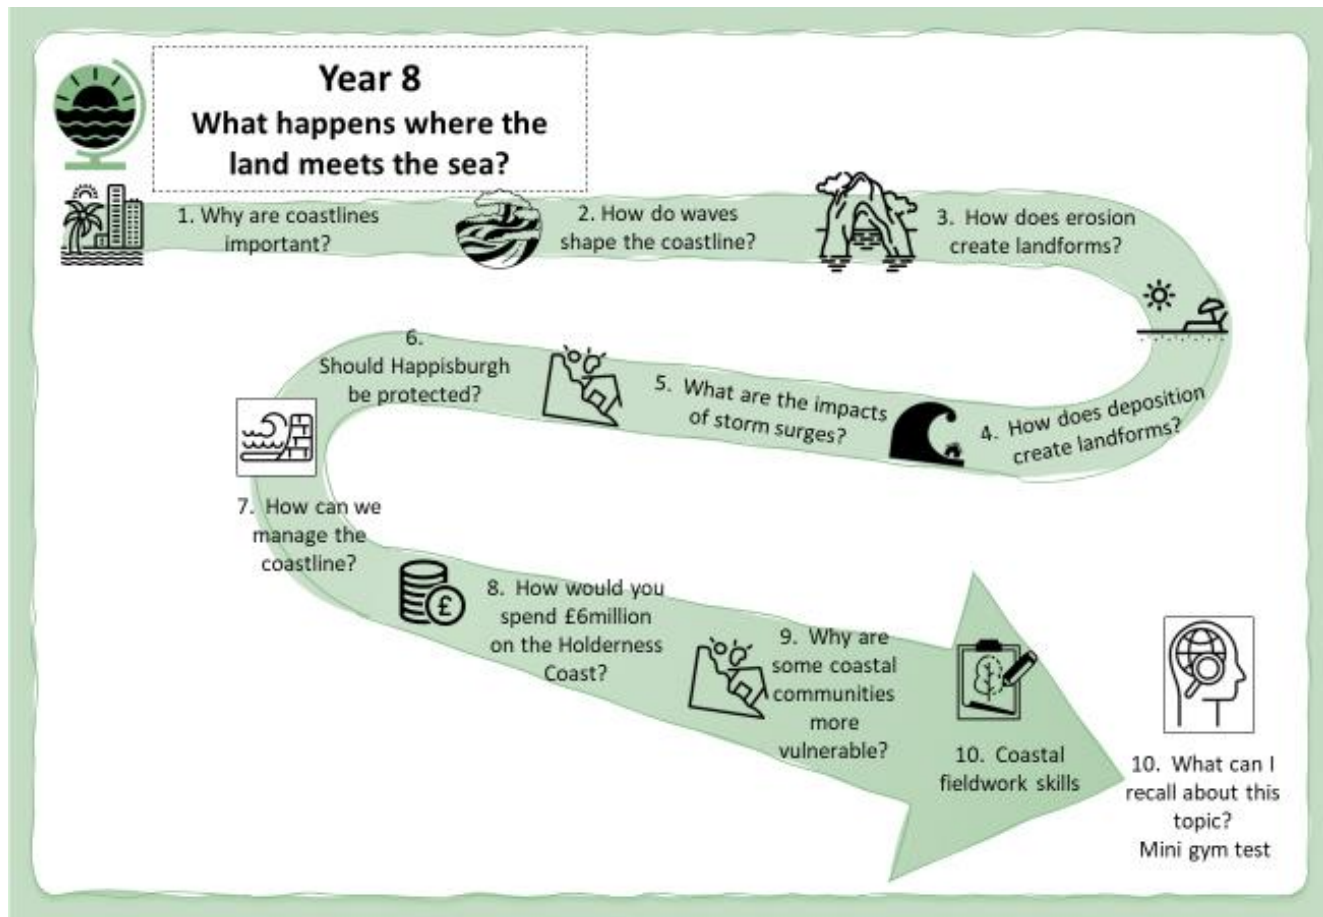 Year 8
What happens where the
land meets the sea?
1. Why are coastlines
important?
2. How do waves
shape the coastline?
3. How does erosion
create landforms?
4. How does deposition
create landforms?
5. What are the impacts
of storm surges?
6.
Should Happisburgh
be protected?
7. How can we
manage the
coastline?
£
8. How would you
spend £6million
on the Holderness
Coast?
9. Why are
some coastal
communities
more
vulnerable?
10. Coastal
fieldwork skills
10. What can I
recall about this
topic?
Mini gym test